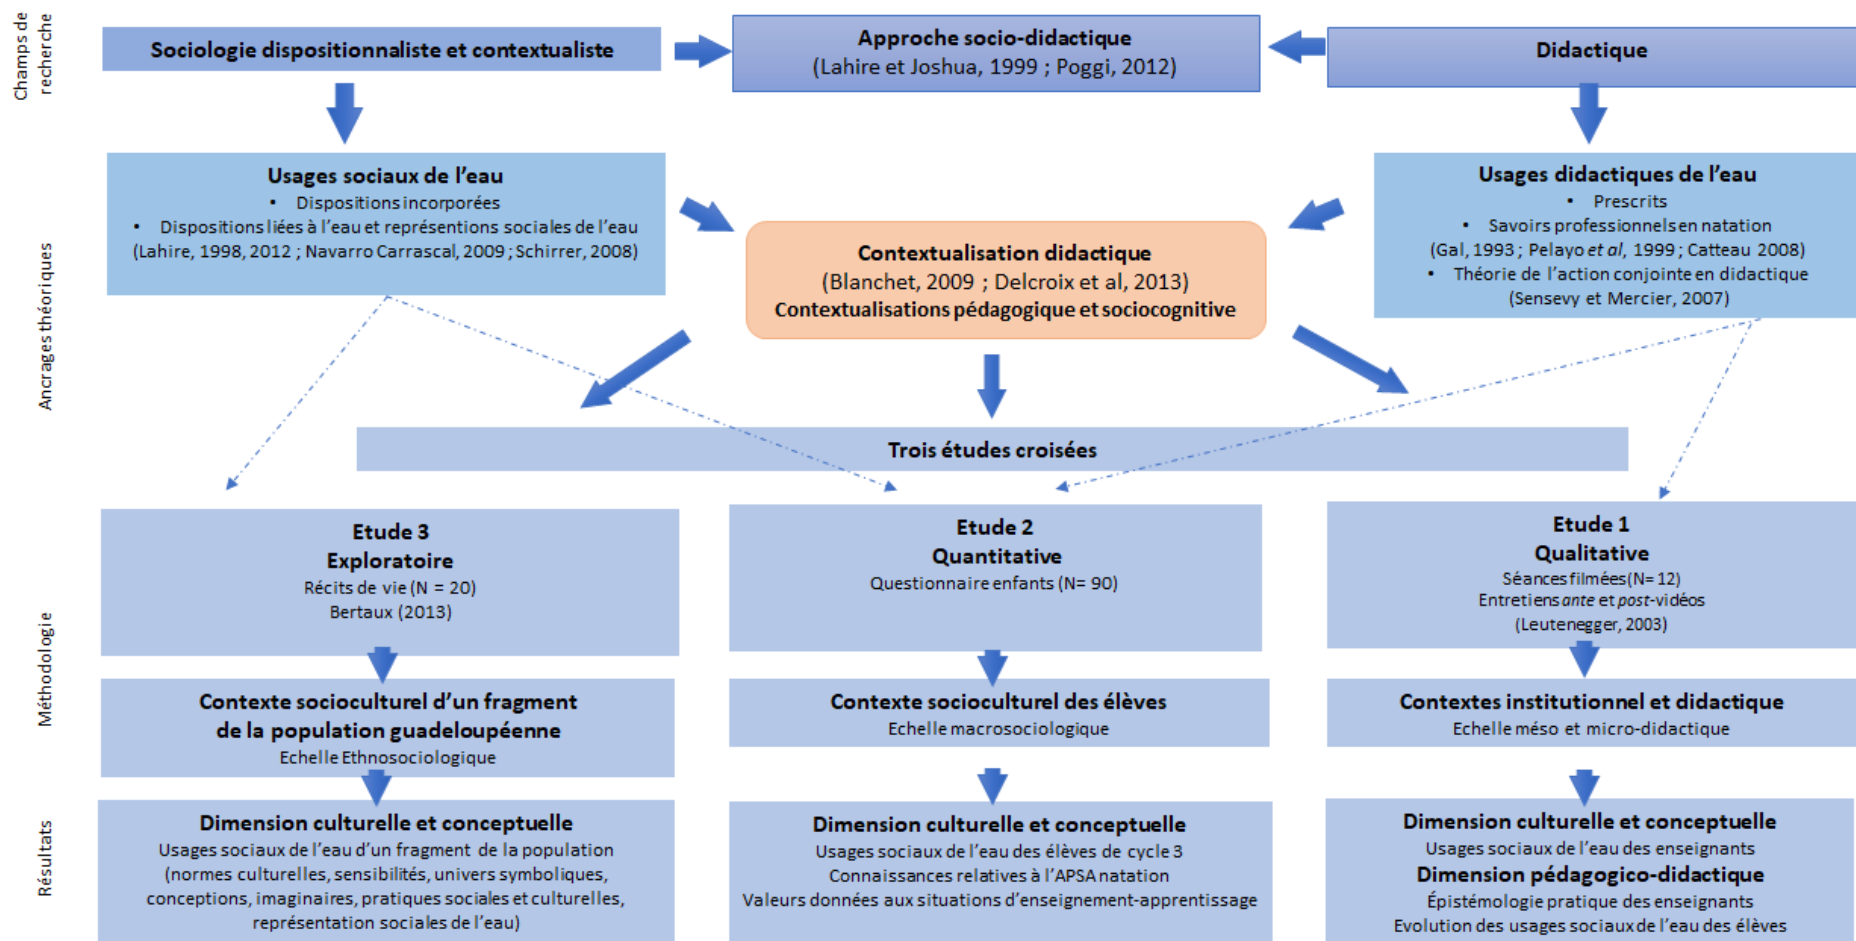 Champs de
recherche
Sociologie dispositionnaliste et contextualiste
Approche socio-didactique
(Lahire et Joshua, 1999 ; Poggi, 2012)
Didactique
Ancrages théoriques
Usages sociaux de l’eau
• Dispositions incorporées
• Dispositions liées à l’eau et représentions sociales de l’eau
(Lahire, 1998, 2012 ; Navarro Carrascal, 2009 ; Schirrer, 2008)
Contextualisation didactique
(Blanchet, 2009 ; Delcroix et al, 2013)
Contextualisations pédagogique et sociocognitive
Usages didactiques de l’eau
• Prescrits
• Savoirs professionnels en natation
(Gal, 1993 ; Pelayo et al, 1999 ; Catteau 2008)
• Théorie de l’action conjointe en didactique
(Sensevy et Mercier, 2007)
Trois études croisées
Méthodologie
Etude 3
Exploratoire
Récits de vie (N = 20)
Bertaux (2013)
Etude 2
Quantitative
Questionnaire enfants (N= 90)
Etude 1
Qualitative
Séances filmées (N= 12)
Entretiens ante et post-vidéos
(Leutenegger, 2003)
Contexte socioculturel d’un fragment
de la population guadeloupéenne
Echelle Ethnosociologique
Contexte socioculturel des élèves
Echelle macrosociologique
Contextes institutionnel et didactique
Echelle méso et micro-didactique
Résultats
Dimension culturelle et conceptuelle
Usages sociaux de l’eau d’un fragment de la population
(normes culturelles, sensibilités, univers symboliques,
conceptions, imaginaires, pratiques sociales et culturelles,
représentation sociales de l’eau)
Dimension culturelle et conceptuelle
Usages sociaux de l’eau des élèves de cycle 3
Connaissances relatives à l’APSA natation
Valeurs données aux situations d’enseignement-apprentissage
Dimension culturelle et conceptuelle
Usages sociaux de l’eau des enseignants
Dimension pédagogico-didactique
Épistémologie pratique des enseignants
Evolution des usages sociaux de l’eau des élèves